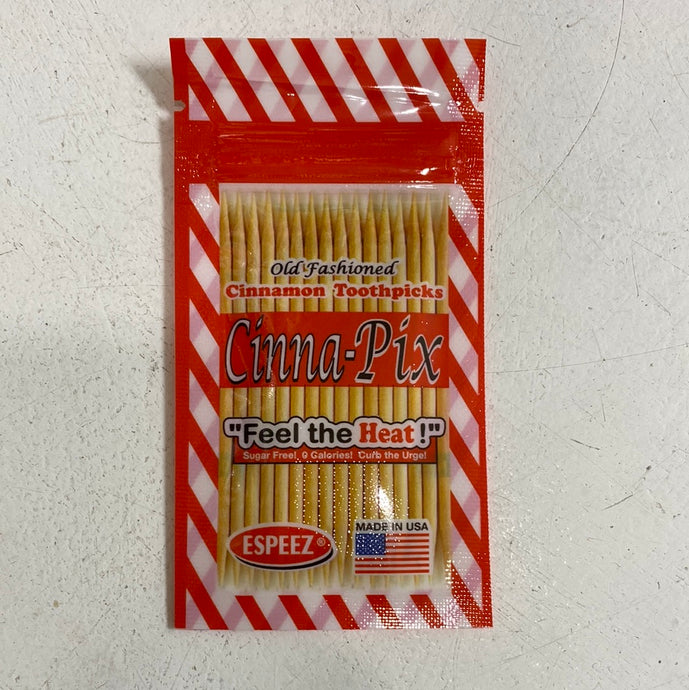 Old Fashioned
Cinnamon Toothpicks
Cinna-Pix
"Feel the Heat!"
Sugar Free! 0 Calories! Curb the Urge!
ESPEEZ®
MADE IN USA